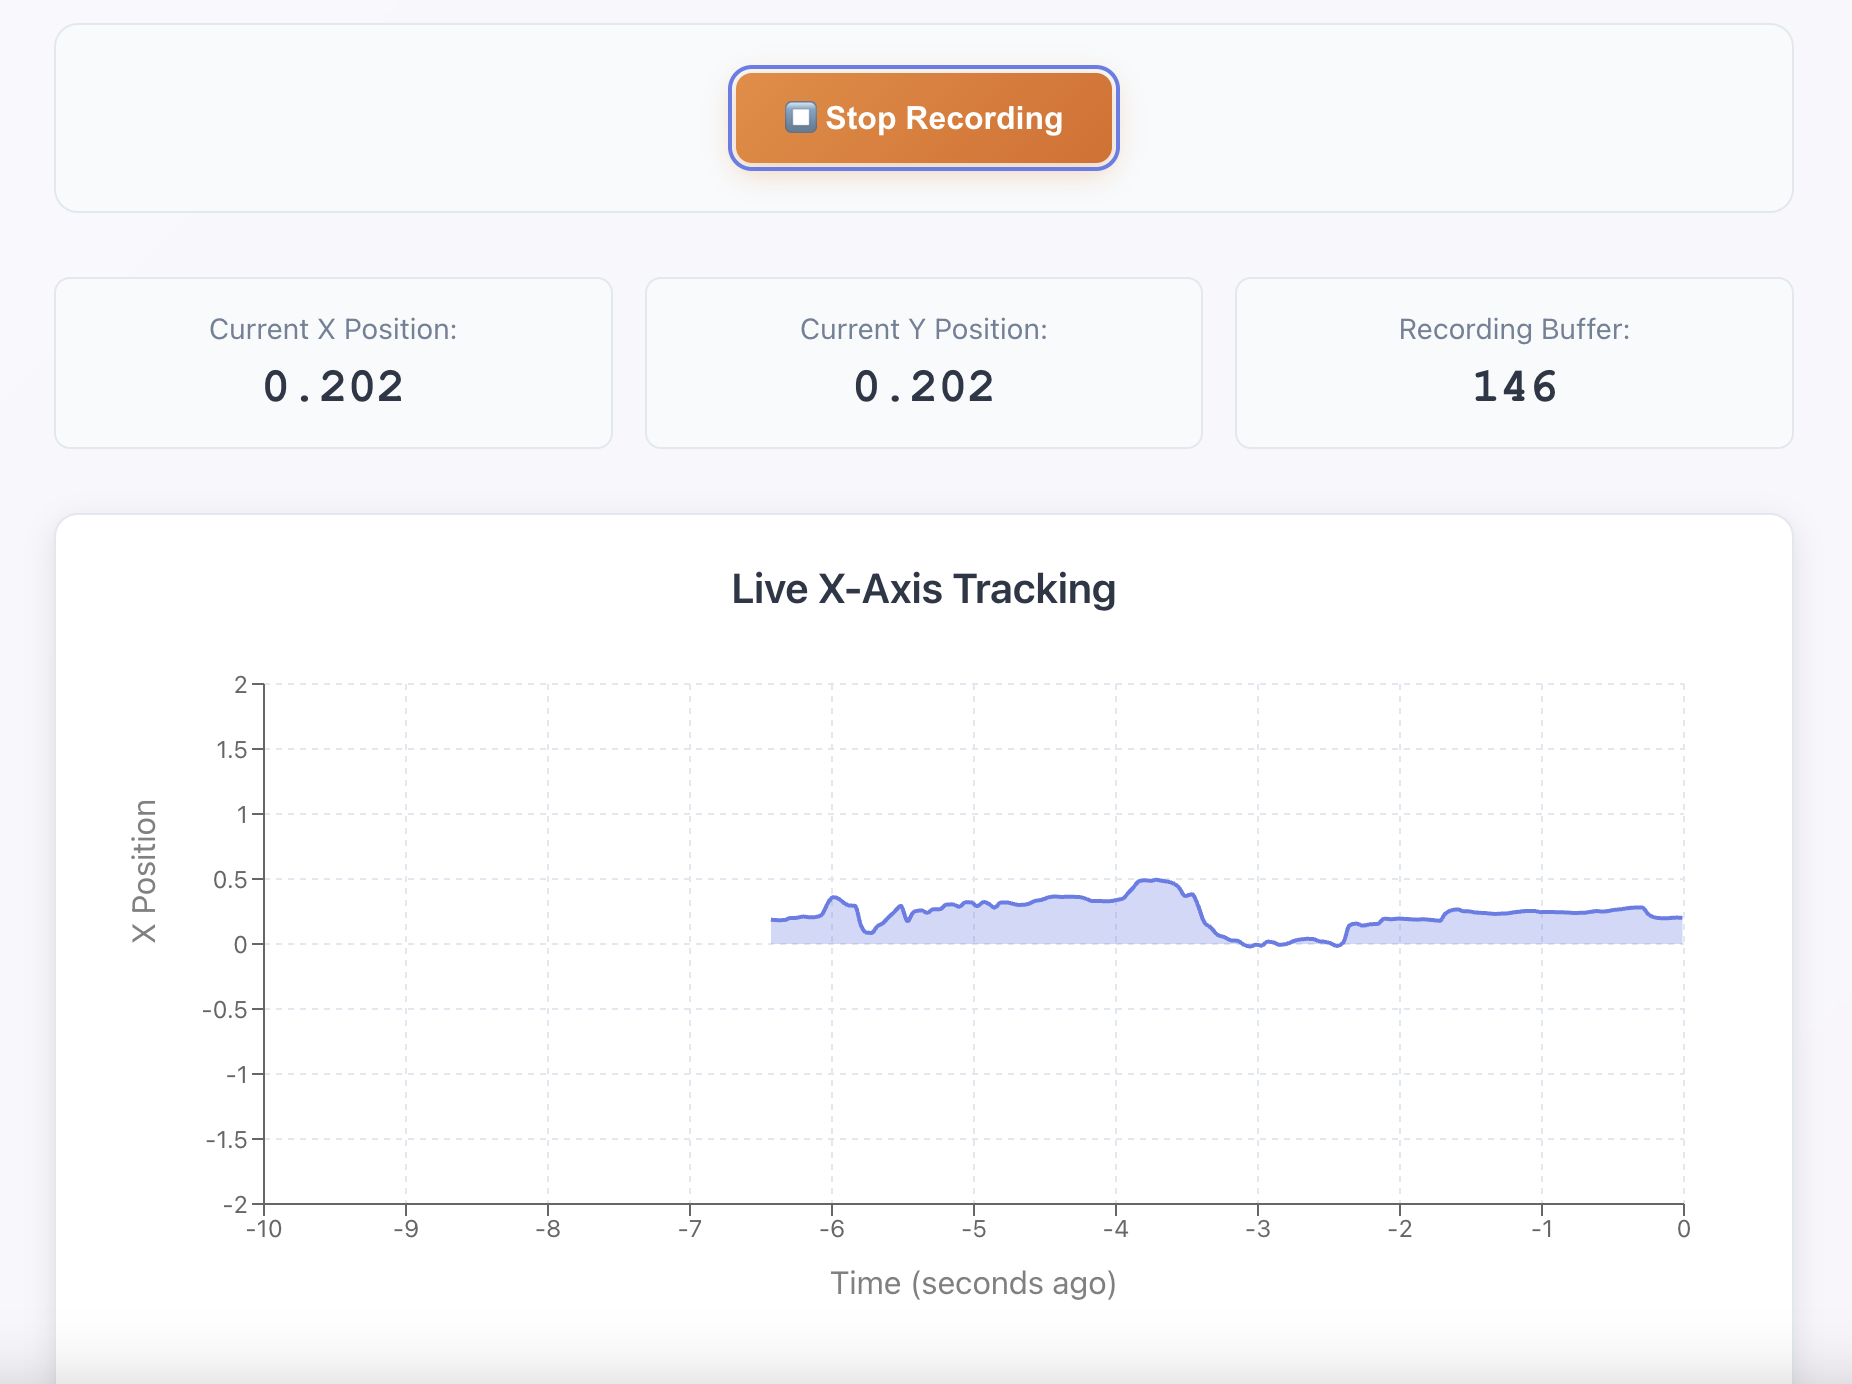 ⏹️ Stop Recording
Current X Position:
0.202
Current Y Position:
0.202
Recording Buffer:
146
Live X-Axis Tracking
2
1.5
1
0.5
0
-0.5
-1
-1.5
-2
X Position
-10 -9 -8 -7 -6 -5 -4 -3 -2 -1 0
Time (seconds ago)